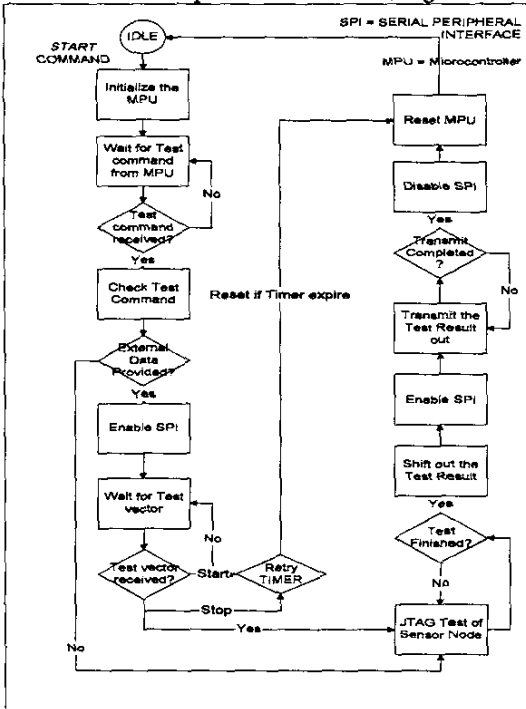 SPI = SERIAL PERIPHERAL
INTERFACE
MPU = Microcontroller
IDLE
START
COMMAND
Initialize the
MPU
Wait for Test
command
from MPU
No
Test
command
received?
Yes
Check Test
Command
External
Data
Provided?
Yes
Enable SPI
Wait for Test
vector
No
Test vector
received?
Start
Retry
TIMER
Stop
Yes
No
Reset if Timer expire
Reset MPU
Disable SPI
Yes
Transmit
Completed
?
No
Transmit the
Test Result
out
Enable SPI
Shift out the
Test Result
Yes
Test
Finished?
No
JTAG Test of
Sensor Node